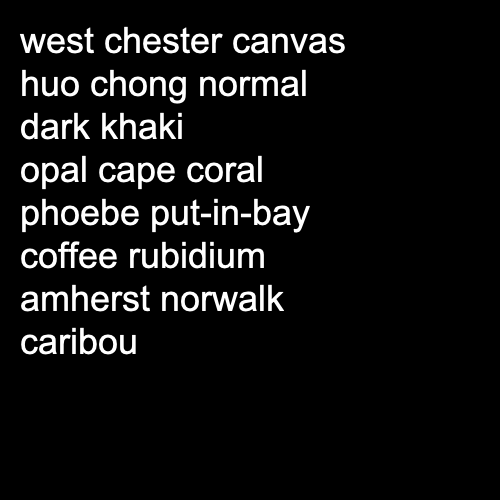 west chester canvas
huo chong normal
dark khaki
opal cape coral
phoebe put-in-bay
coffee rubidium
amherst norwalk
caribou